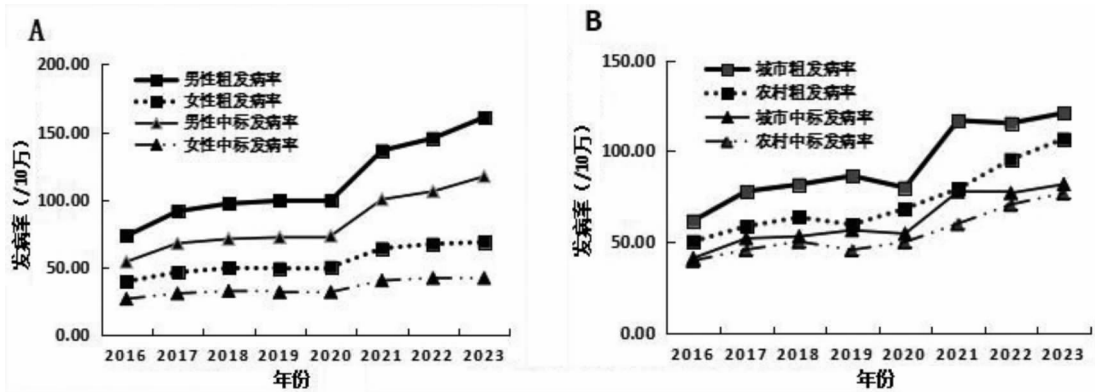 A
200.00
150.00
100.00
50.00
0.00
发病率（/10万）
男性粗发病率
女性粗发病率
男性中标发病率
女性中标发病率
2016 2017 2018 2019 2020 2021 2022 2023
年份
B
150.00
100.00
50.00
0.00
发病率（/10万）
城市粗发病率
农村粗发病率
城市中标发病率
农村中标发病率
2016 2017 2018 2019 2020 2021 2022 2023
年份